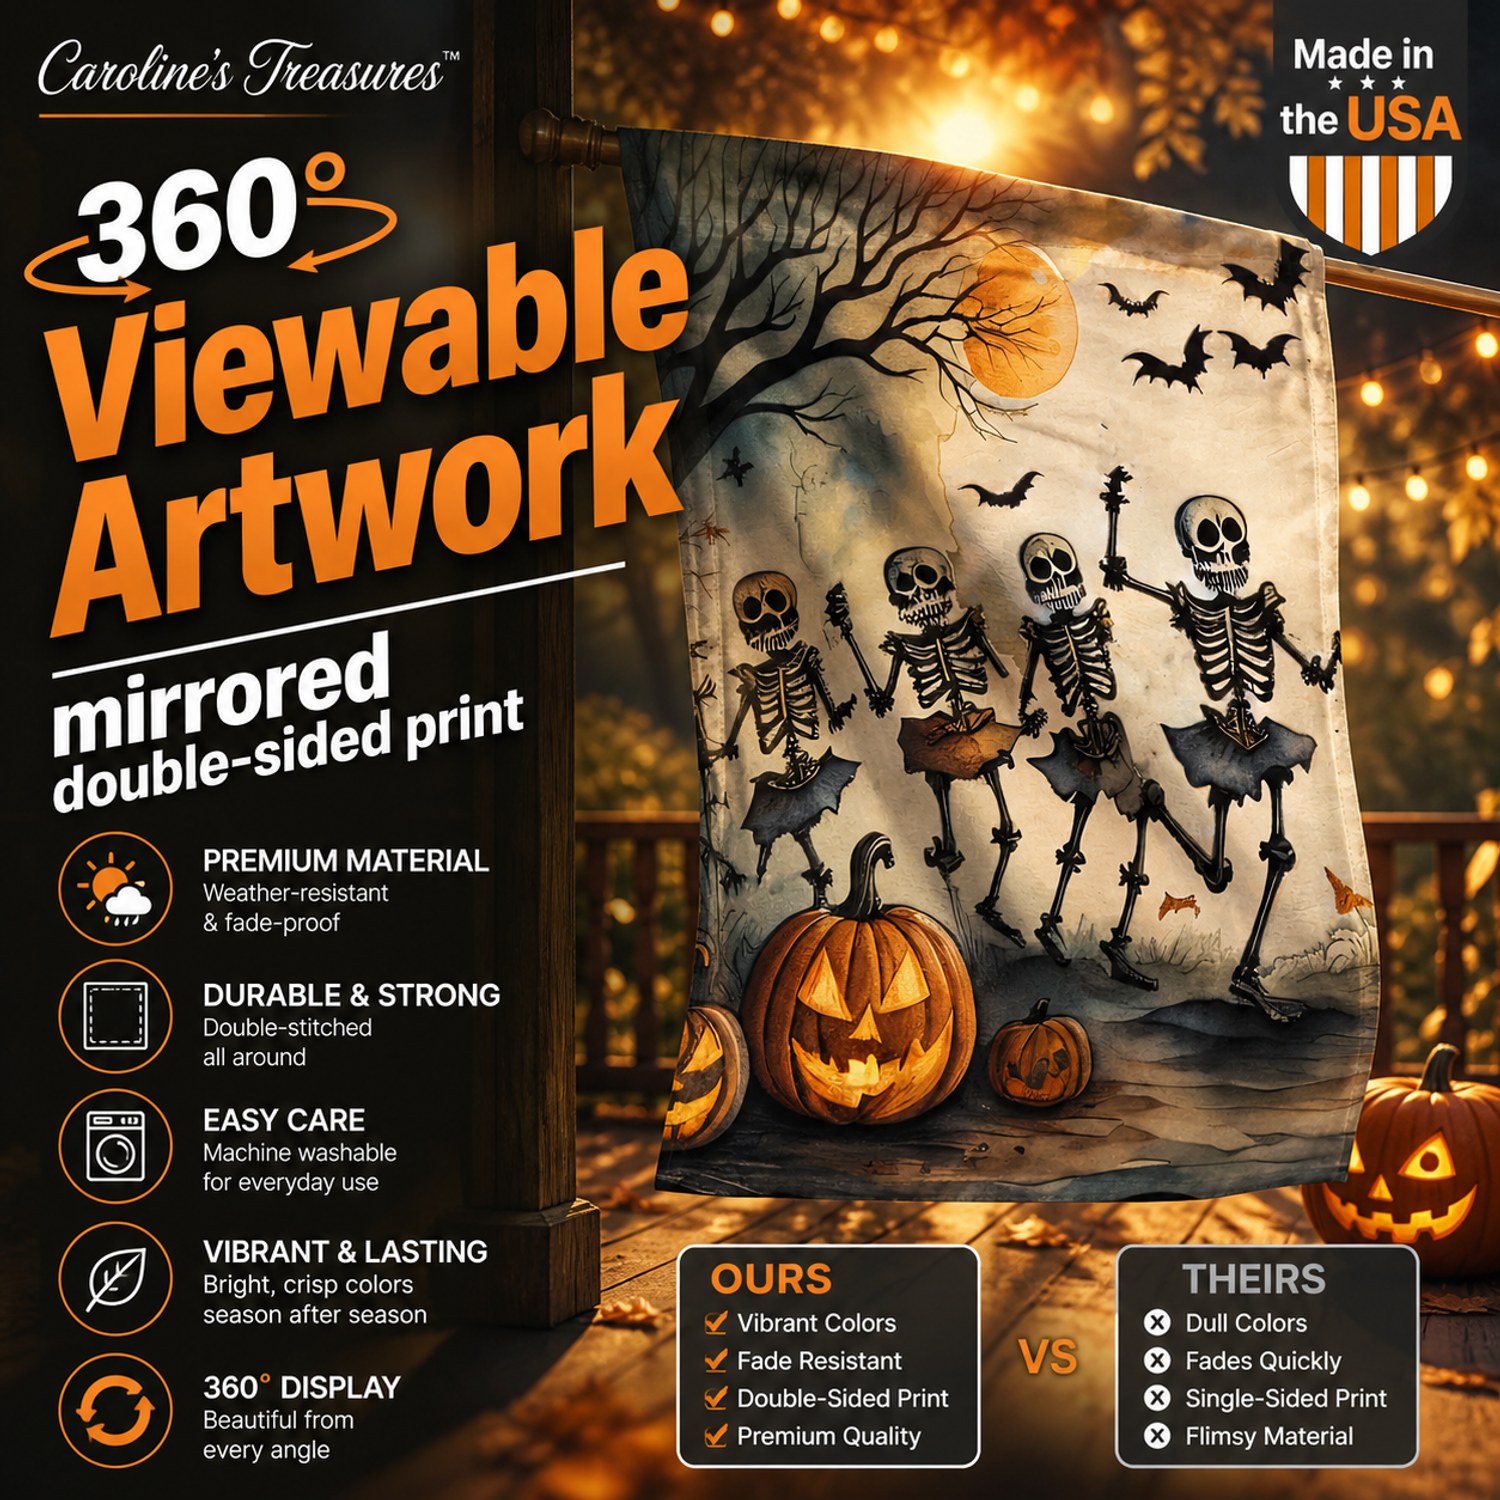 Caroline's Treasures™
Made in
the USA
360°
Viewable
Artwork
mirrored
double-sided print
PREMIUM MATERIAL
Weather-resistant
& fade-proof
DURABLE & STRONG
Double-stitched
all around
EASY CARE
Machine washable
for everyday use
VIBRANT & LASTING
Bright, crisp colors
season after season
360° DISPLAY
Beautiful from
every angle
OURS
Vibrant Colors
Fade Resistant
Double-Sided Print
Premium Quality
VS
THEIRS
Dull Colors
Fades Quickly
Single-Sided Print
Flimsy Material